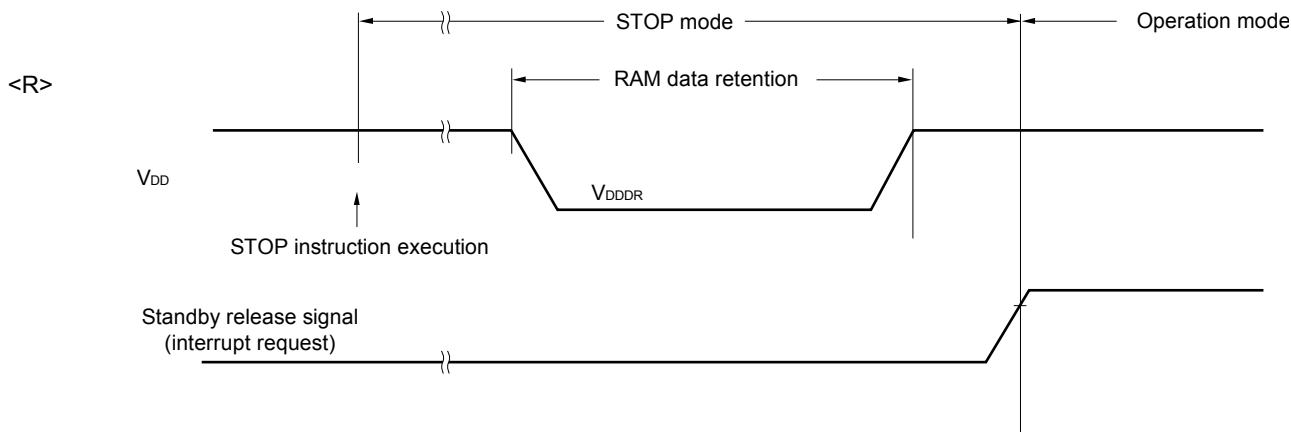 STOP mode
Operation mode
<R>
RAM data retention
VDD
VDDDR
STOP instruction execution
Standby release signal
(interrupt request)